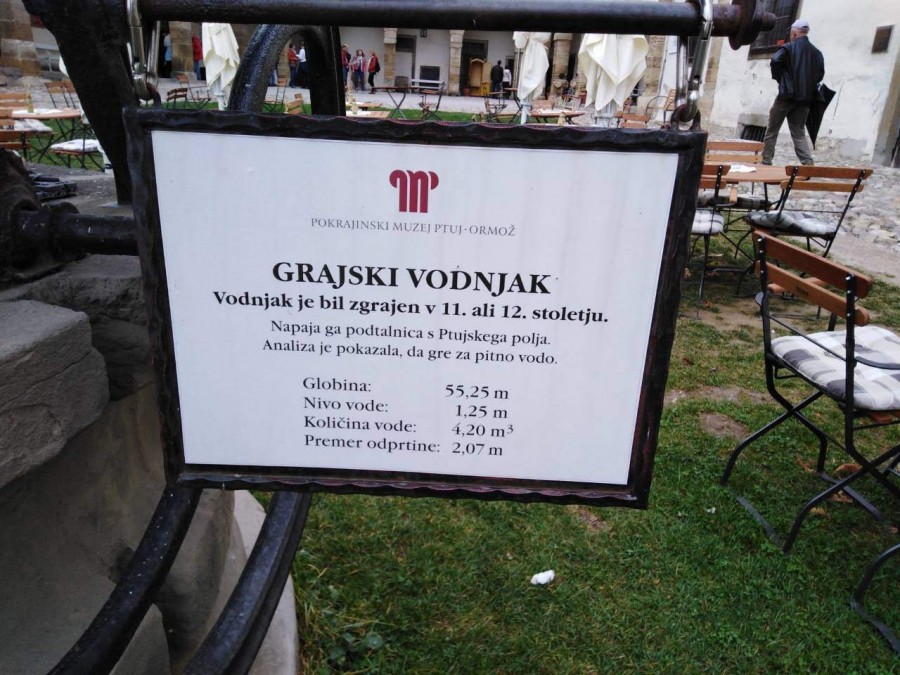 POKRAJINSKI MUZEJ PTUJ-ORMOŽ
GRAJSKI VODNJAK
Vodnjak je bil zgrajen v 11. ali 12. stoletju.
Napaja ga podtalnica s Ptujskega polja.
Analiza je pokazala, da gre za pitno vodo.
Globina: 55,25 m
Nivo vode: 1,25 m
Količina vode: 4,20 m³
Premer odprtine: 2,07 m